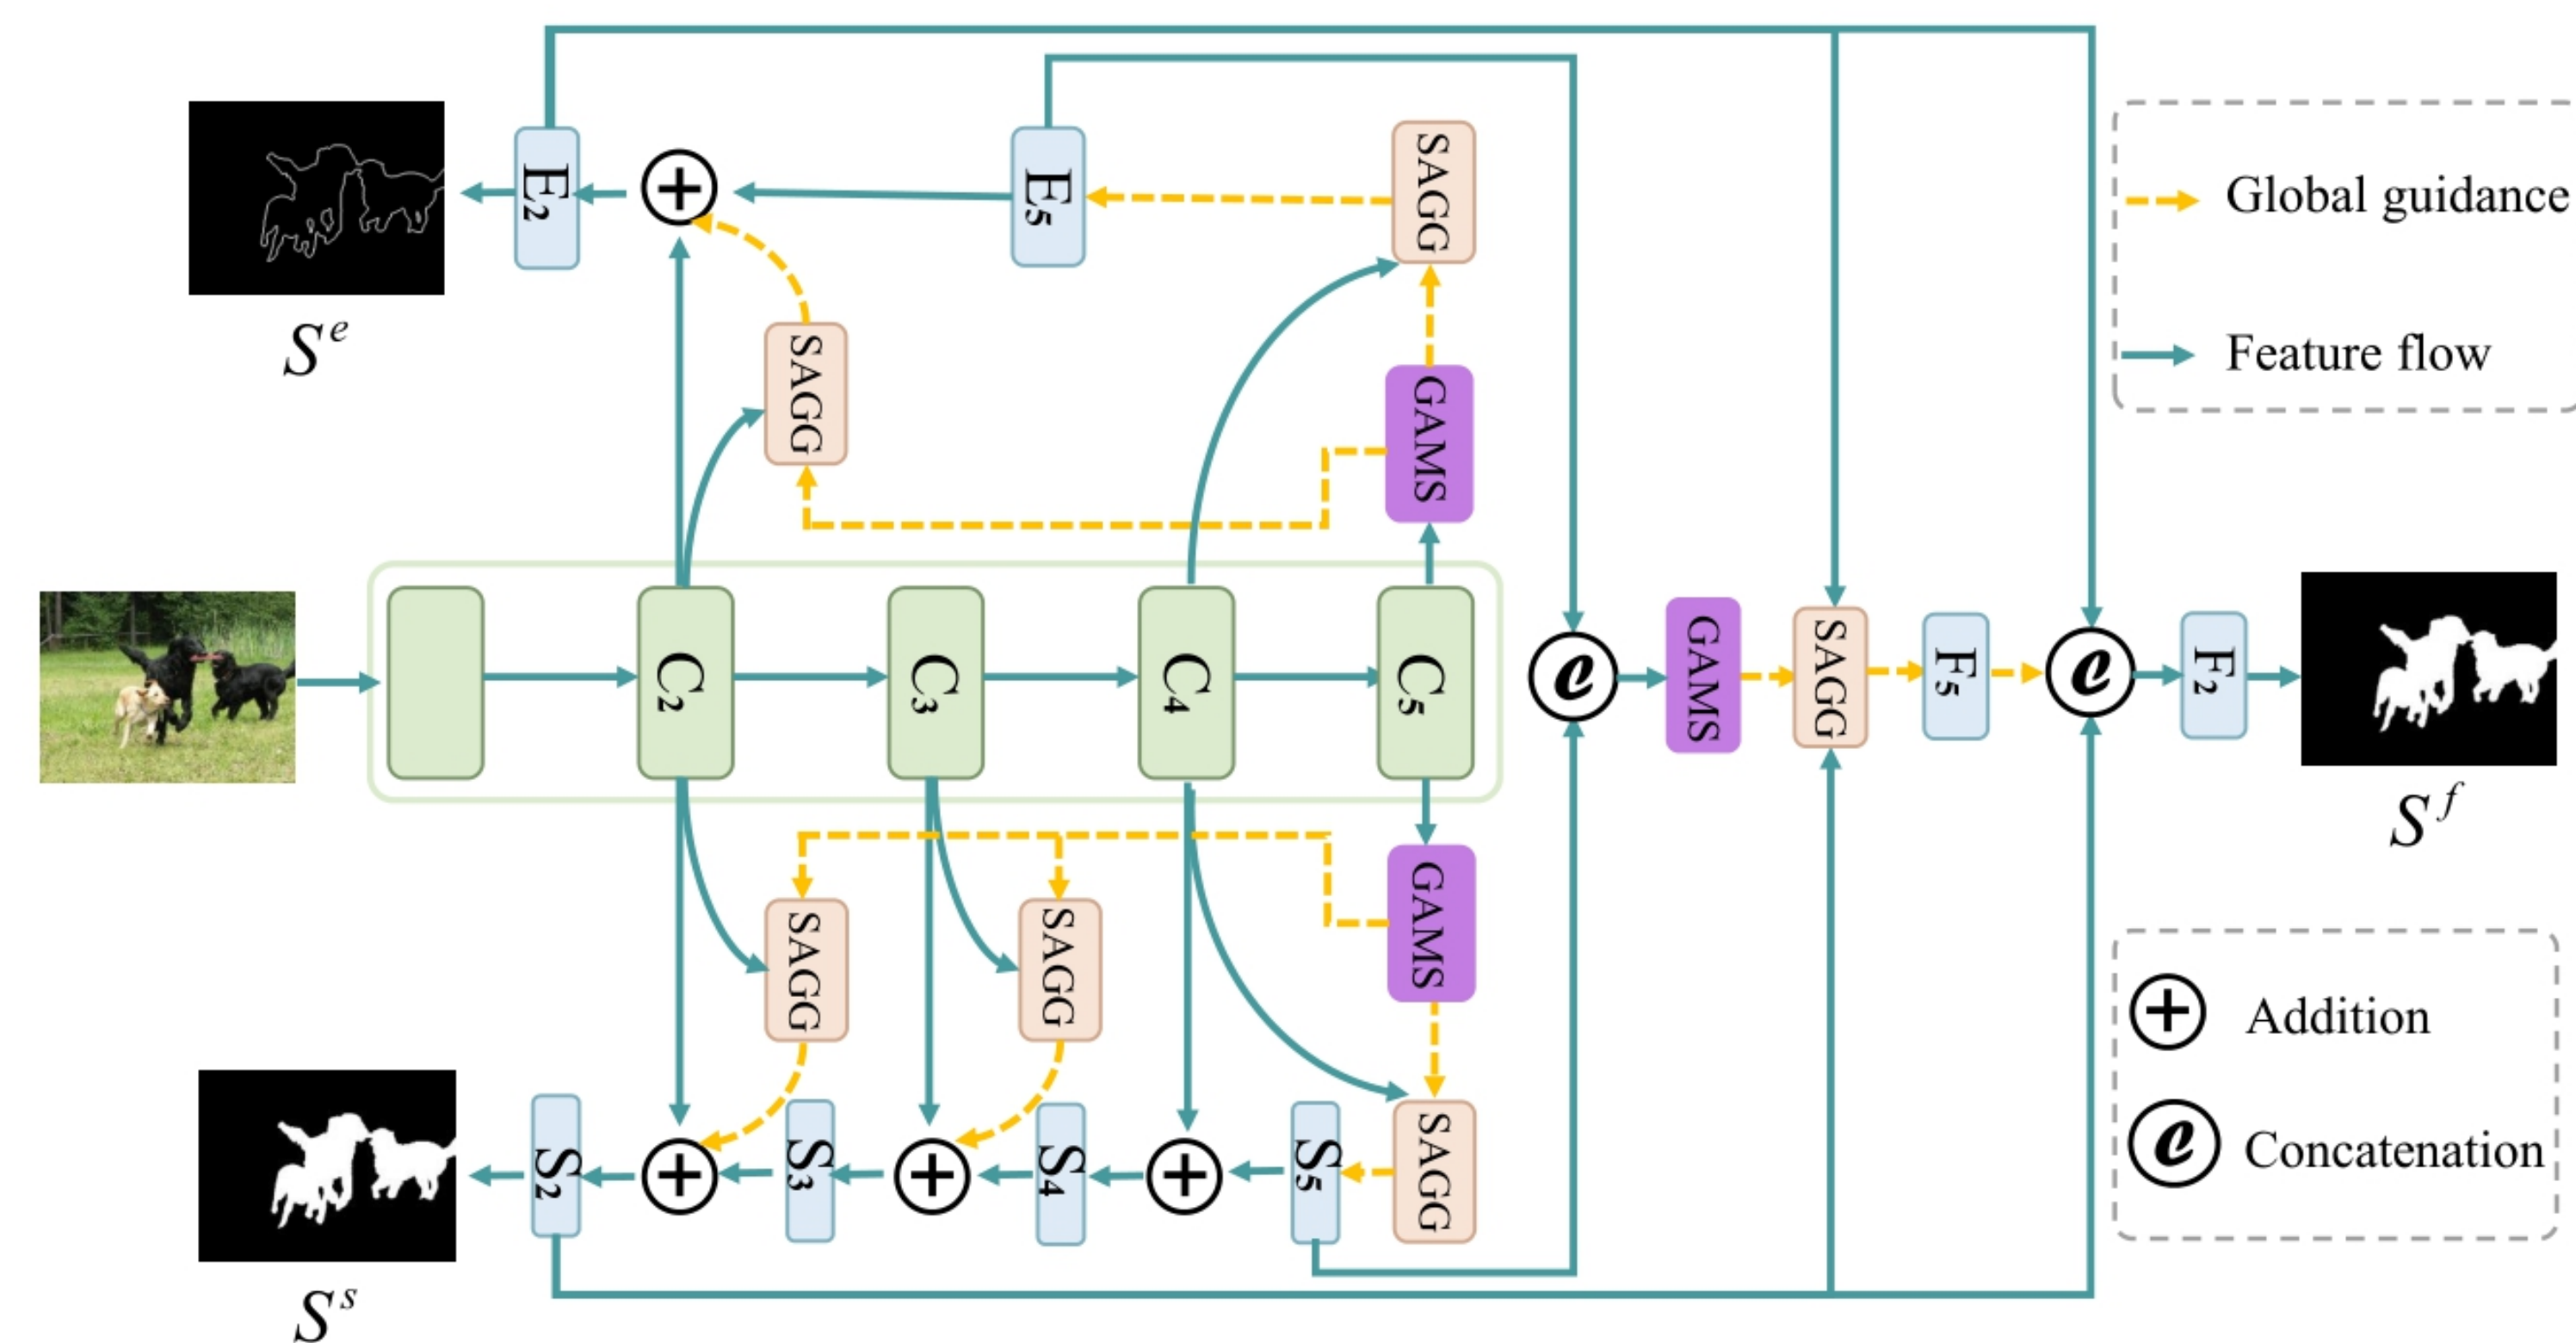 E₂
E₅
SAGG
Global guidance
Sᵉ
SAGG
GAMS
Feature flow
C₂
C₃
C₄
C₅
GAMS
SAGG
F₅
F₂
Sᶠ
SAGG
SAGG
GAMS
Addition
S₂
S₃
S₄
S₅
SAGG
Concatenation
Sˢ